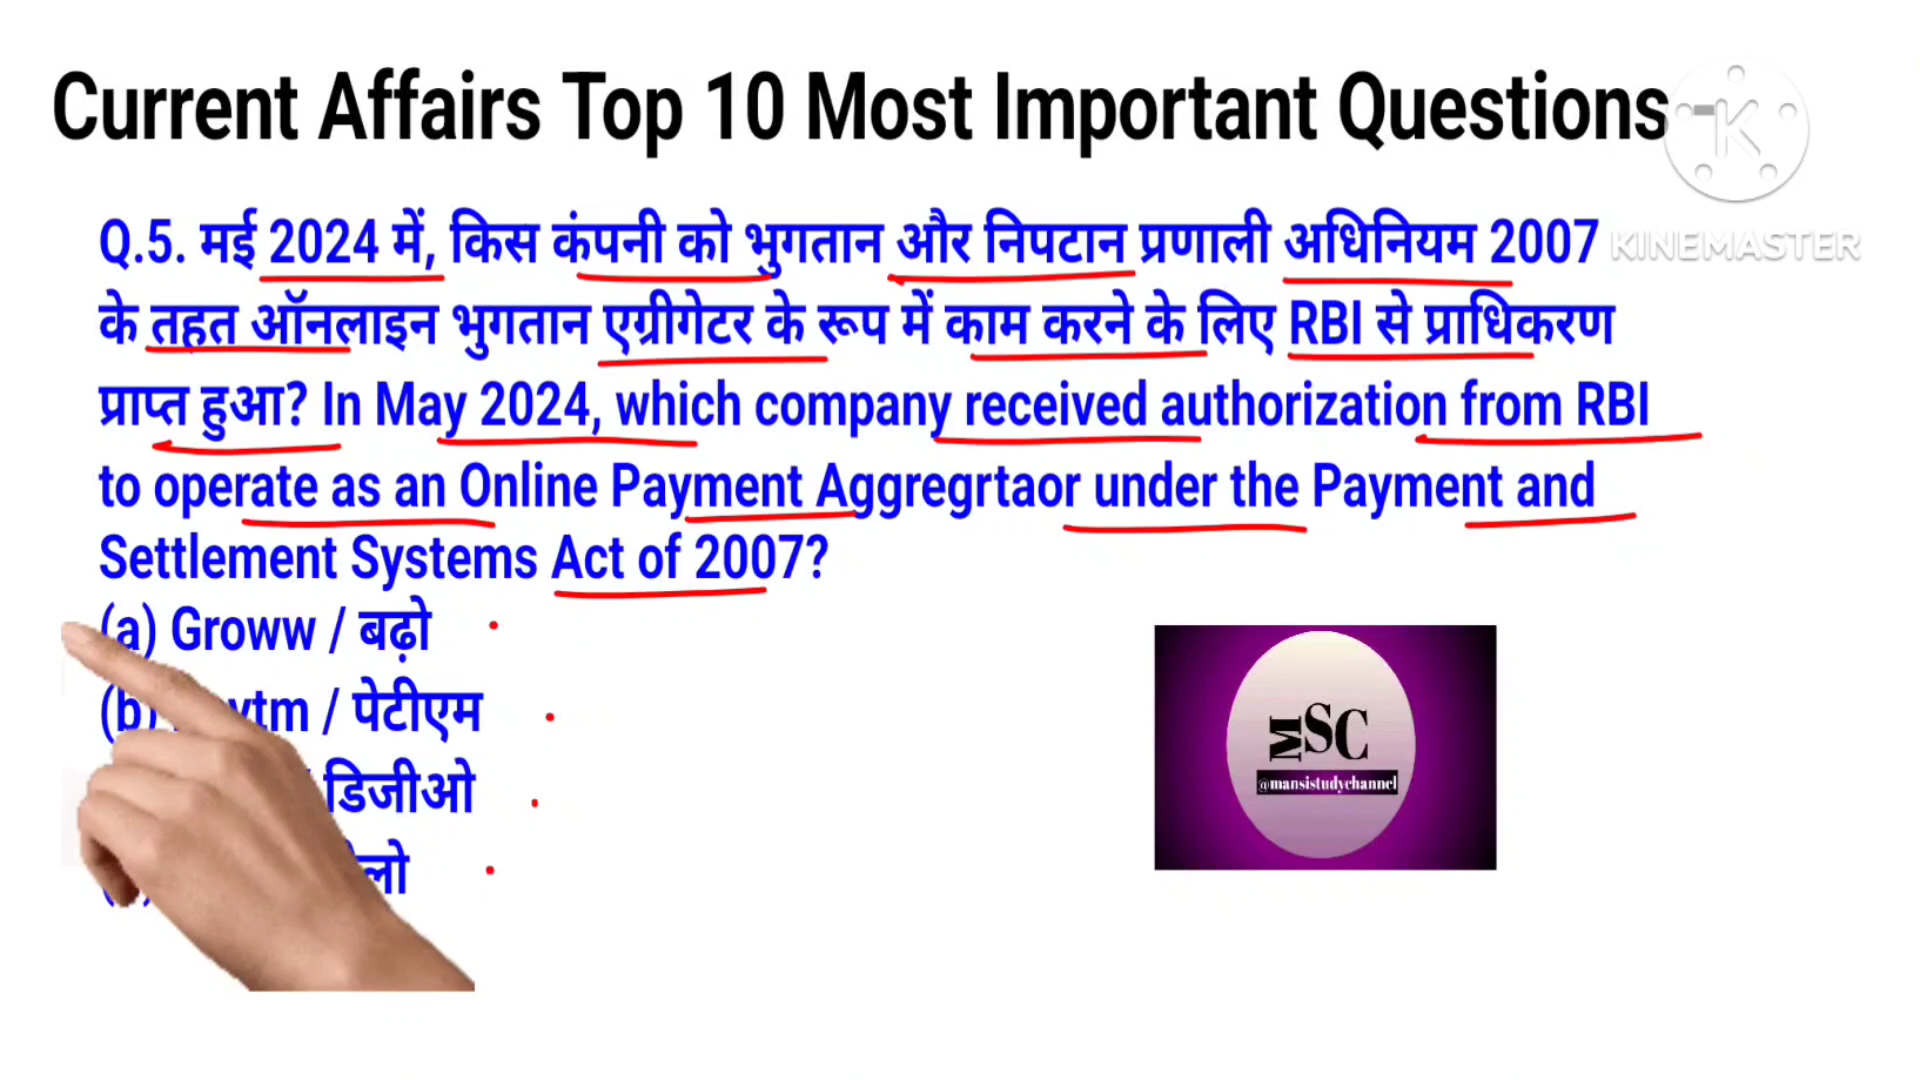 Current Affairs Top 10 Most Important Questions-
KINEMASTER
Q.5. मई 2024 में, किस कंपनी को भुगतान और निपटान प्रणाली अधिनियम 2007
के तहत ऑनलाइन भुगतान एग्रीगेटर के रूप में काम करने के लिए RBI से प्राधिकरण
प्राप्त हुआ? In May 2024, which company received authorization from RBI
to operate as an Online Payment Aggregrtaor under the Payment and
Settlement Systems Act of 2007?
(a) Groww / बढ़ो
(b) / पेटीएम
डिजीओ
MSC
@mansistudychannel